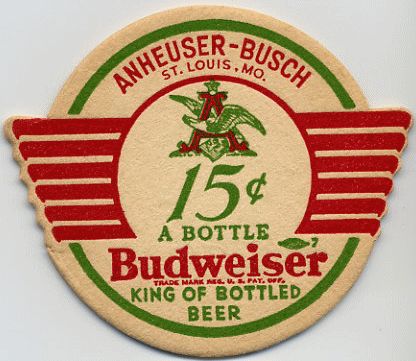 ANHEUSER-BUSCH
ST. LOUIS, MO.
A
15¢
A BOTTLE
Budweiser
TRADE MARK REG. U. S. PAT. OFF.
KING OF BOTTLED
BEER